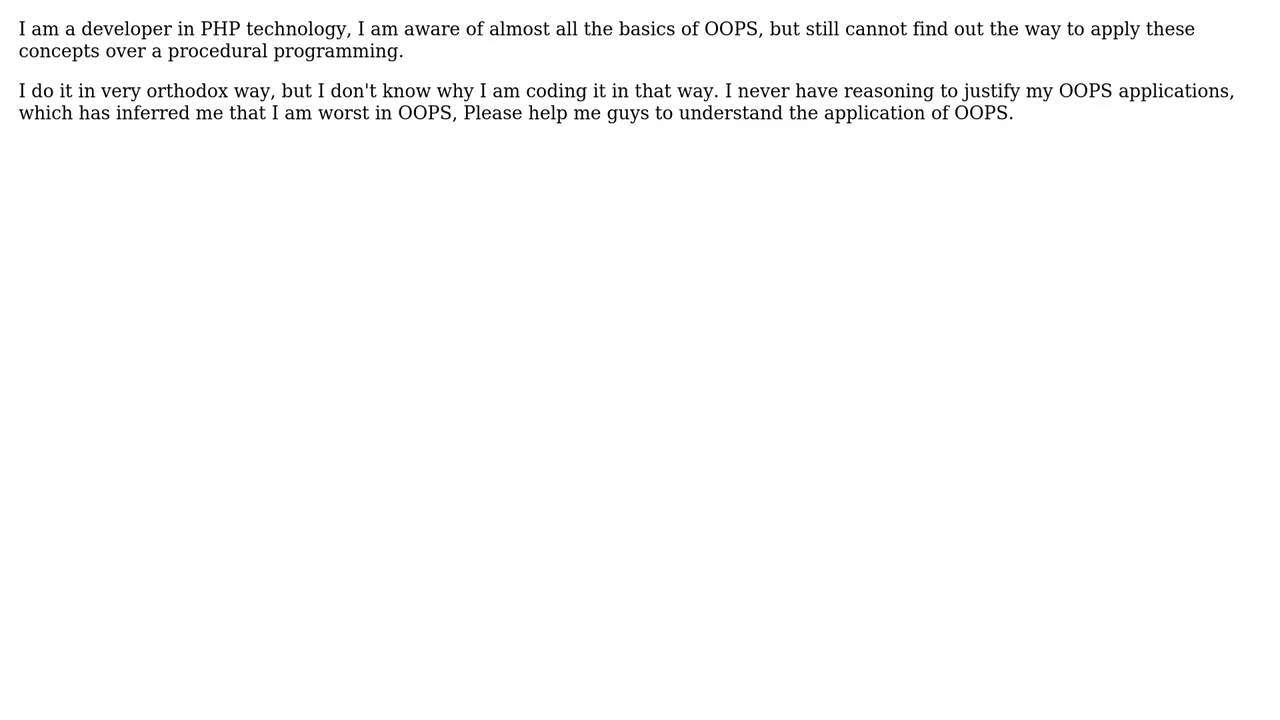 I am a developer in PHP technology, I am aware of almost all the basics of OOPS, but still cannot find out the way to apply these
concepts over a procedural programming.
I do it in very orthodox way, but I don't know why I am coding it in that way. I never have reasoning to justify my OOPS applications,
which has inferred me that I am worst in OOPS, Please help me guys to understand the application of OOPS.